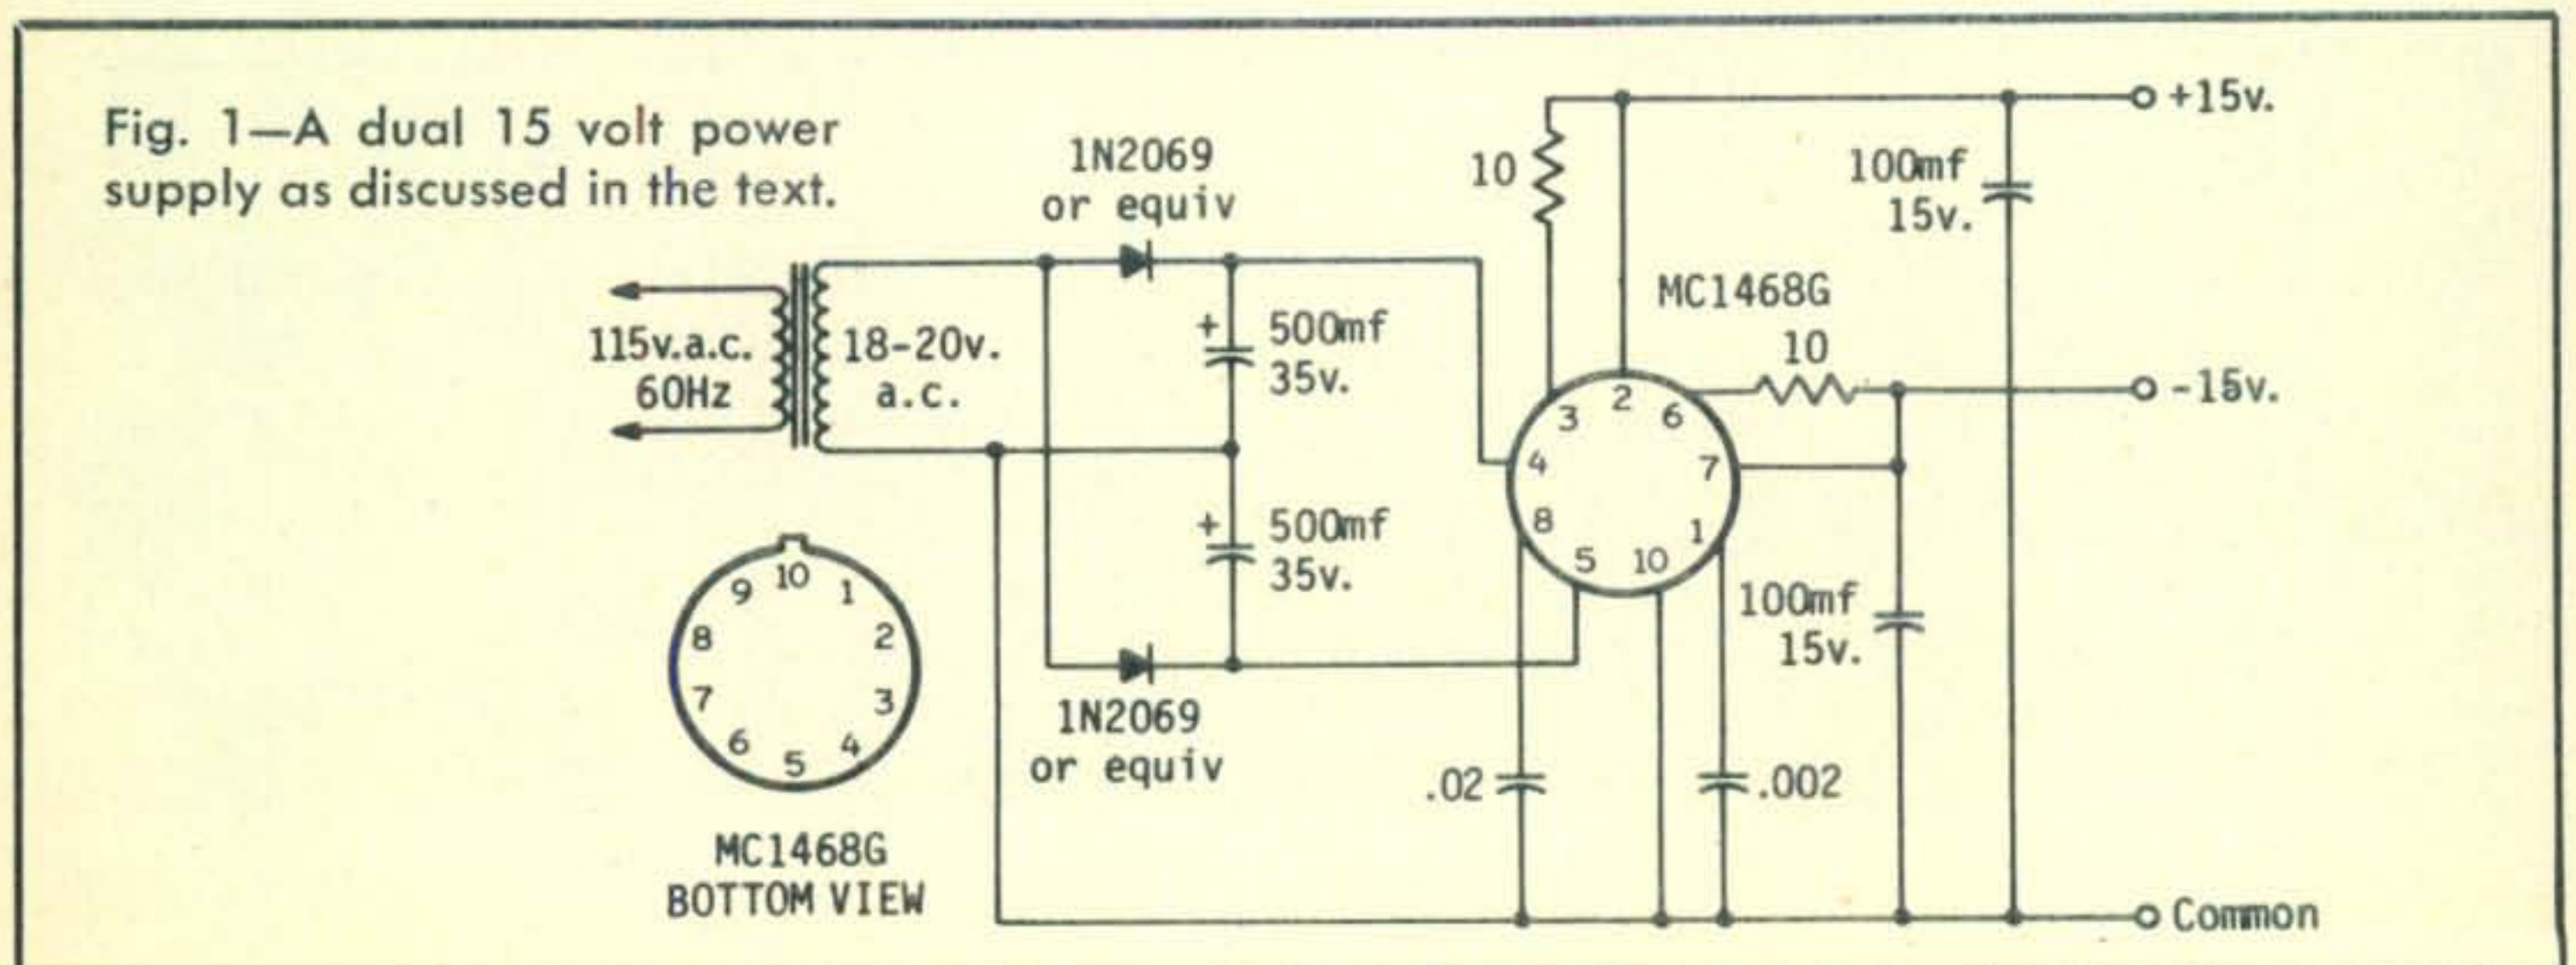 Fig. 1—A dual 15 volt power
supply as discussed in the text.
1N2069
or equiv
10
100mf
15v.
+15v.
MC1468G
10
-15v.
115v.a.c.
60Hz
18-20v.
a.c.
+
500mf
35v.
+
500mf
35v.
3
2
6
4
7
8
1
5
10
100mf
15v.
9
10
1
8
2
7
3
6
4
5
1N2069
or equiv
.02
.002
MC1468G
BOTTOM VIEW
Common